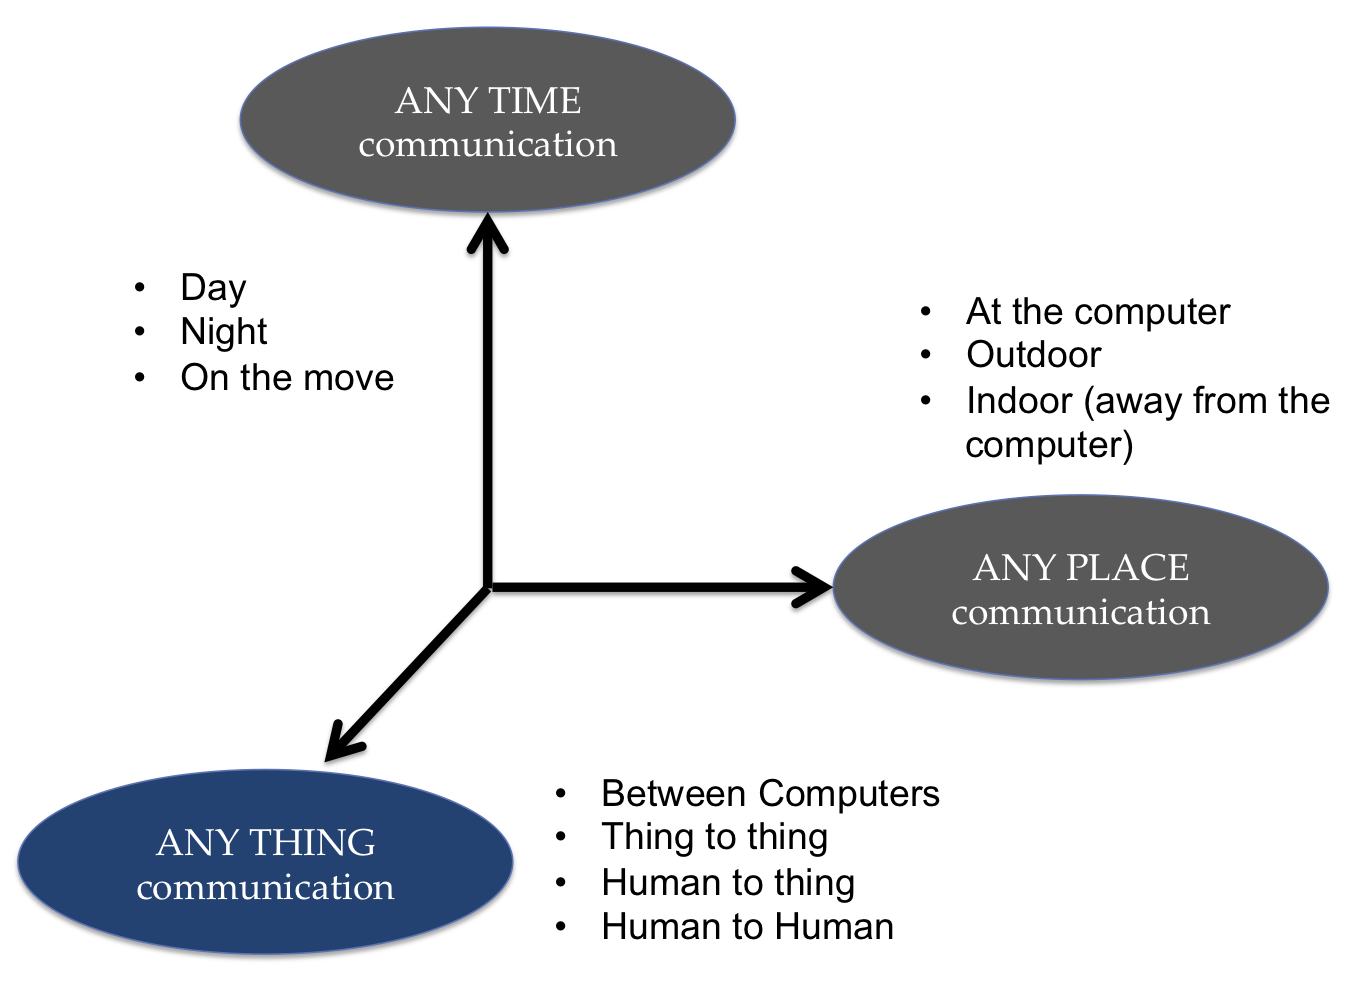 ANY TIME
communication
• Day
• Night
• On the move
• At the computer
• Outdoor
• Indoor (away from the
computer)
ANY PLACE
communication
ANY THING
communication
• Between Computers
• Thing to thing
• Human to thing
• Human to Human